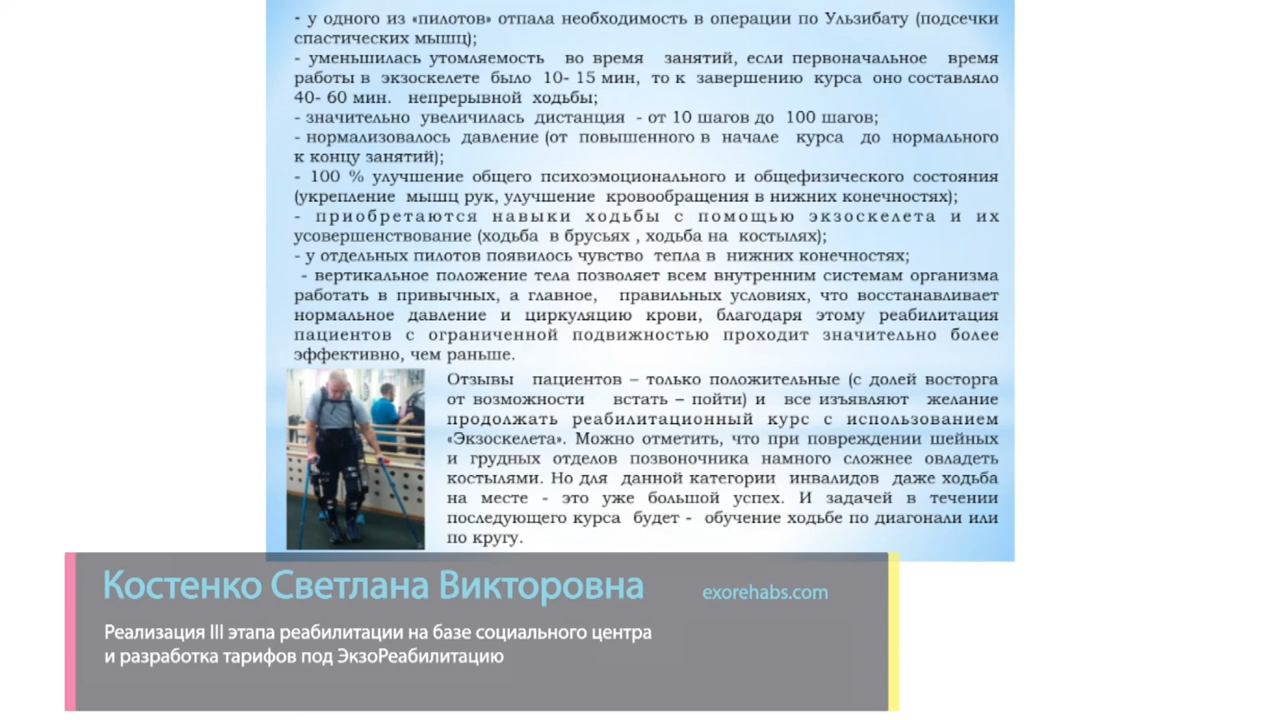 - у одного из «пилотов» отпала необходимость в операции по Ульзибату (подсечки
спастических мышц);
- уменьшилась утомляемость во время занятий, если первоначальное время
работы в экзоскелете было 10- 15 мин, то к завершению курса оно составляло
40- 60 мин. непрерывной ходьбы;
- значительно увеличилась дистанция - от 10 шагов до 100 шагов;
- нормализовалось давление (от повышенного в начале курса до нормального
к концу занятий);
- 100 % улучшение общего психоэмоционального и общефизического состояния
(укрепление мышц рук, улучшение кровообращения в нижних конечностях);
- приобретаются навыки ходьбы с помощью экзоскелета и их
усовершенствование (ходьба в брусьях , ходьба на костылях);
- у отдельных пилотов появилось чувство тепла в нижних конечностях;
- вертикальное положение тела позволяет всем внутренним системам организма
работать в привычных, а главное, правильных условиях, что восстанавливает
нормальное давление и циркуляцию крови, благодаря этому реабилитация
пациентов с ограниченной подвижностью проходит значительно более
эффективно, чем раньше.
Отзывы пациентов – только положительные (с долей восторга
от возможности встать – пойти) и все изъявляют желание
продолжать реабилитационный курс с использованием
«Экзоскелета». Можно отметить, что при повреждении шейных
и грудных отделов позвоночника намного сложнее овладеть
костылями. Но для данной категории инвалидов даже ходьба
на месте - это уже большой успех. И задачей в течении
последующего курса будет - обучение ходьбе по диагонали или
по кругу.
Костенко Светлана Викторовна
exorehabs.com
Реализация III этапа реабилитации на базе социального центра
и разработка тарифов под ЭкзоРеабилитацию